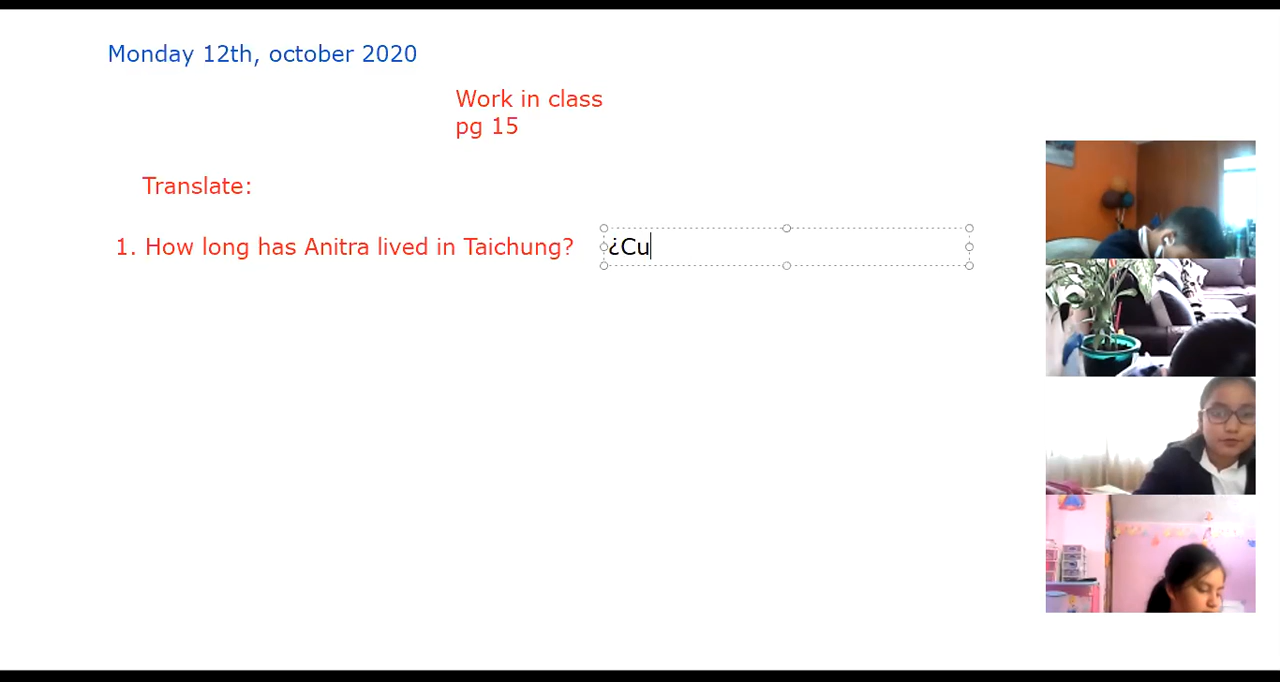 Monday 12th, october 2020
Work in class
pg 15
Translate:
1. How long has Anitra lived in Taichung? ¿Cu